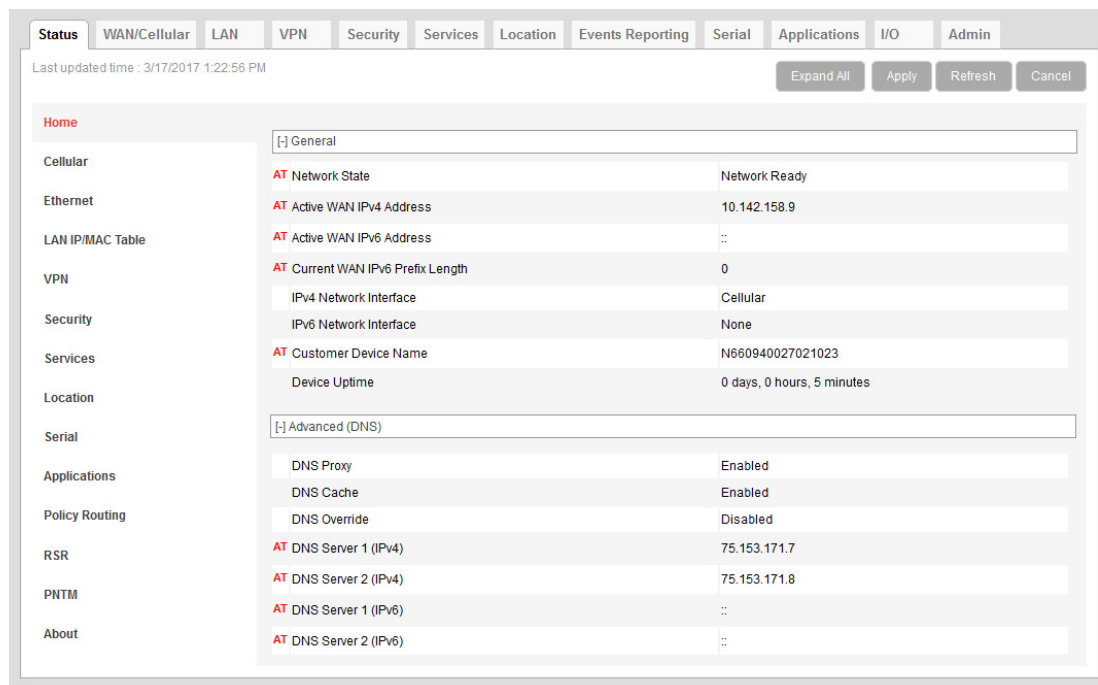 Status WAN/Cellular LAN VPN Security Services Location Events Reporting Serial Applications I/O Admin
Last updated time : 3/17/2017 1:22:56 PM
Expand All Apply Refresh Cancel
Home
Cellular
Ethernet
LAN IP/MAC Table
VPN
Security
Services
Location
Serial
Applications
Policy Routing
RSR
PNTM
About
[-] General
AT Network State Network Ready
AT Active WAN IPv4 Address 10.142.158.9
AT Active WAN IPv6 Address ::
AT Current WAN IPv6 Prefix Length 0
IPv4 Network Interface Cellular
IPv6 Network Interface None
AT Customer Device Name N660940027021023
Device Uptime 0 days, 0 hours, 5 minutes
[-] Advanced (DNS)
DNS Proxy Enabled
DNS Cache Enabled
DNS Override Disabled
AT DNS Server 1 (IPv4) 75.153.171.7
AT DNS Server 2 (IPv4) 75.153.171.8
AT DNS Server 1 (IPv6) ::
AT DNS Server 2 (IPv6) ::